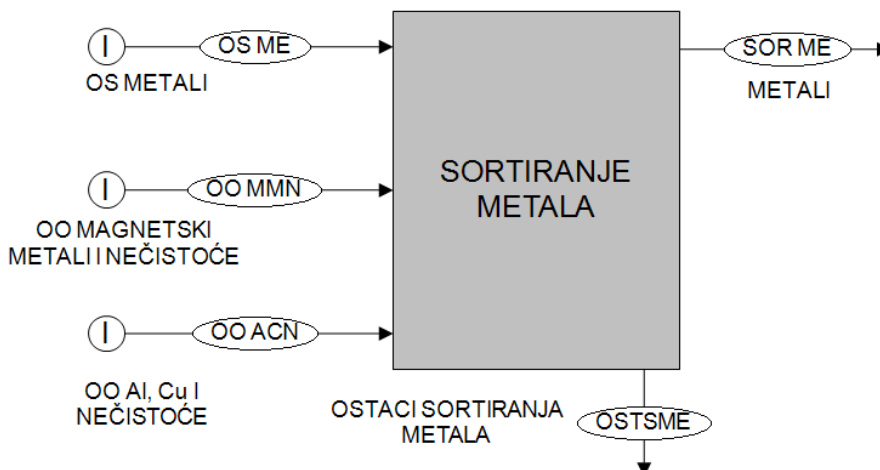 I
OS ME
OS METALI
I
OO MMN
OO MAGNETSKI
METALI I NEČISTOĆE
I
OO ACN
OO Al, Cu I
NEČISTOĆE
SORTIRANJE
METALA
SOR ME
METALI
OSTACI SORTIRANJA
METALA
OSTSME